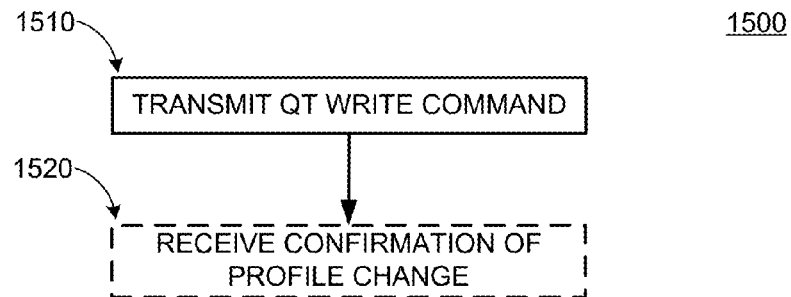 1510
1500
TRANSMIT QT WRITE COMMAND
1520
RECEIVE CONFIRMATION OF
PROFILE CHANGE